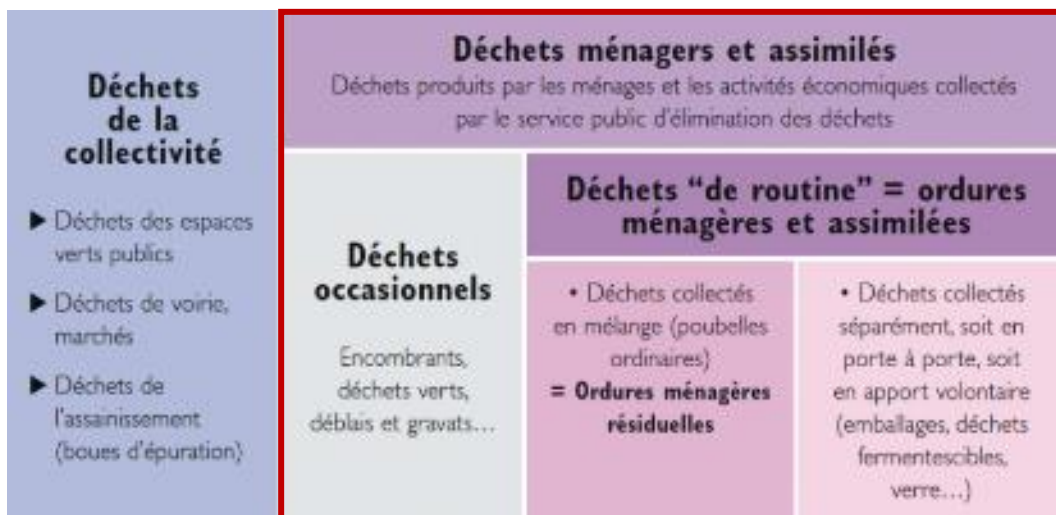 Déchets
de la
collectivité
▶ Déchets des espaces
verts publics
▶ Déchets de voirie,
marchés
▶ Déchets de
l'assainissement
(boues d'épuration)
Déchets ménagers et assimilés
Déchets produits par les ménages et les activités économiques collectés
par le service public d'élimination des déchets
Déchets
occasionnels
Encombrants,
déchets verts,
déblais et gravats...
Déchets “de routine” = ordures
ménagères et assimilées
• Déchets collectés
en mélange (poubelles
ordinaires)
= Ordures ménagères
résiduelles
• Déchets collectés
séparément, soit en
porte à porte, soit
en apport volontaire
(emballages, déchets
fermentescibles,
verre...)